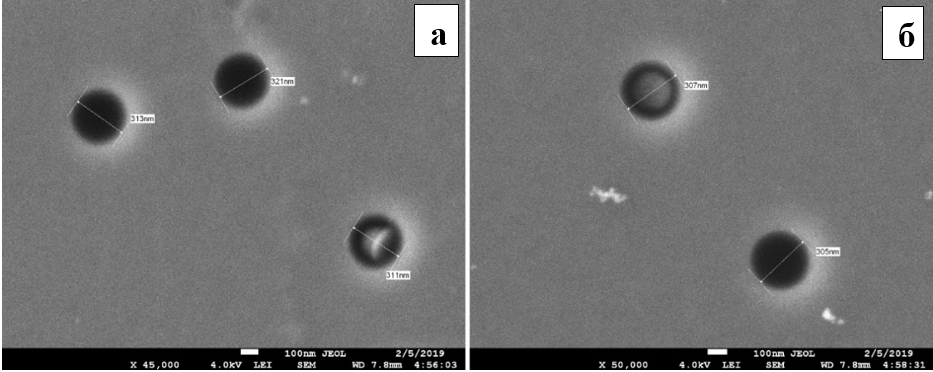 а
321nm
313nm
311nm
100nm JEOL 2/5/2019
X 45,000 4.0kV LEI SEM WD 7.8mm 4:56:03
б
307nm
305nm
100nm JEOL 2/5/2019
X 50,000 4.0kV LEI SEM WD 7.8mm 4:58:31